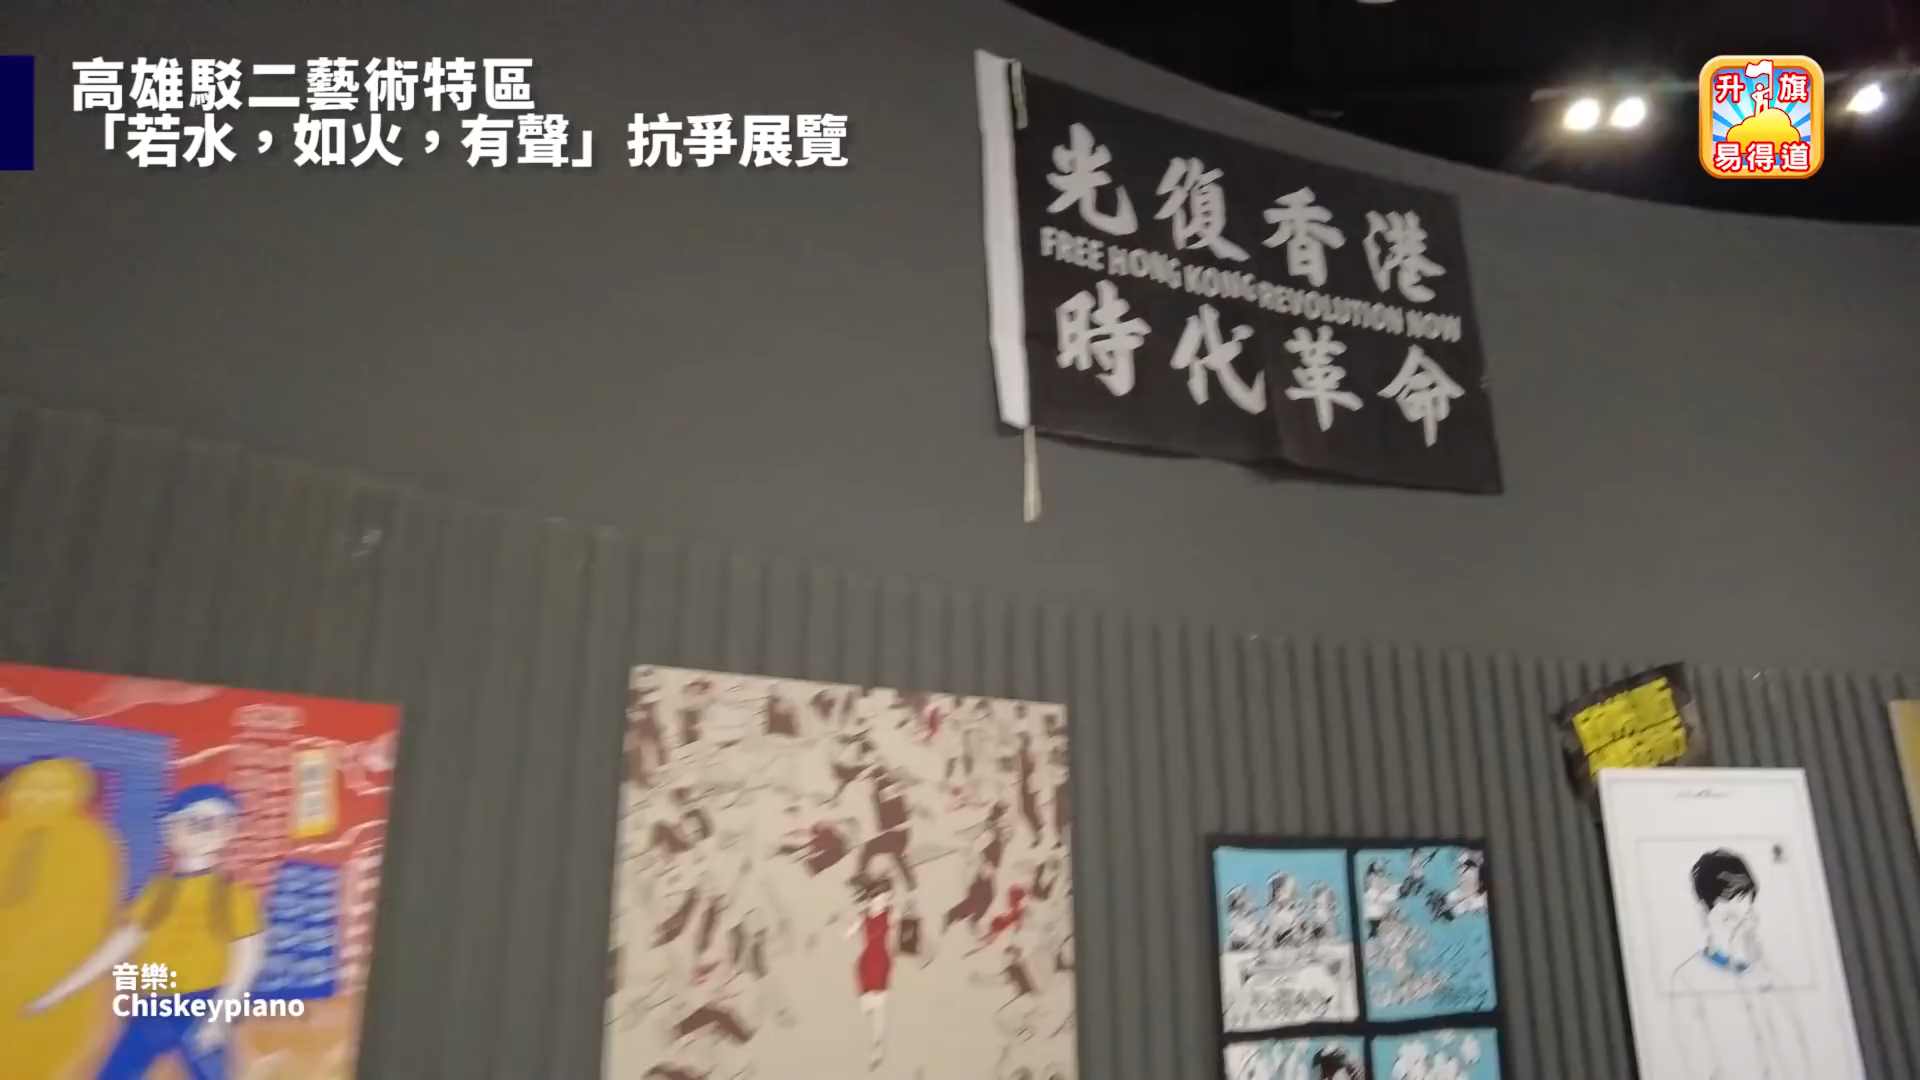 高雄駁二藝術特區
「若水，如火，有聲」抗爭展覽
升旗
易得道
光復香港
FREE HONG KONG REVOLUTION NOW
時代革命
音樂:
Chiskeypiano